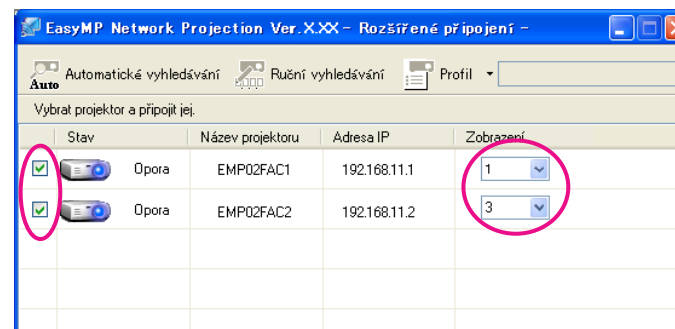 EasyMP Network Projection Ver.X.XX – Rozšířené připojení –
Auto Automatické vyhledávání Ruční vyhledávání Profil
Vybrat projektor a připojit jej.
Stav Název projektoru Adresa IP Zobrazení
Opora EMP02FAC1 192.168.11.1 1
Opora EMP02FAC2 192.168.11.2 3